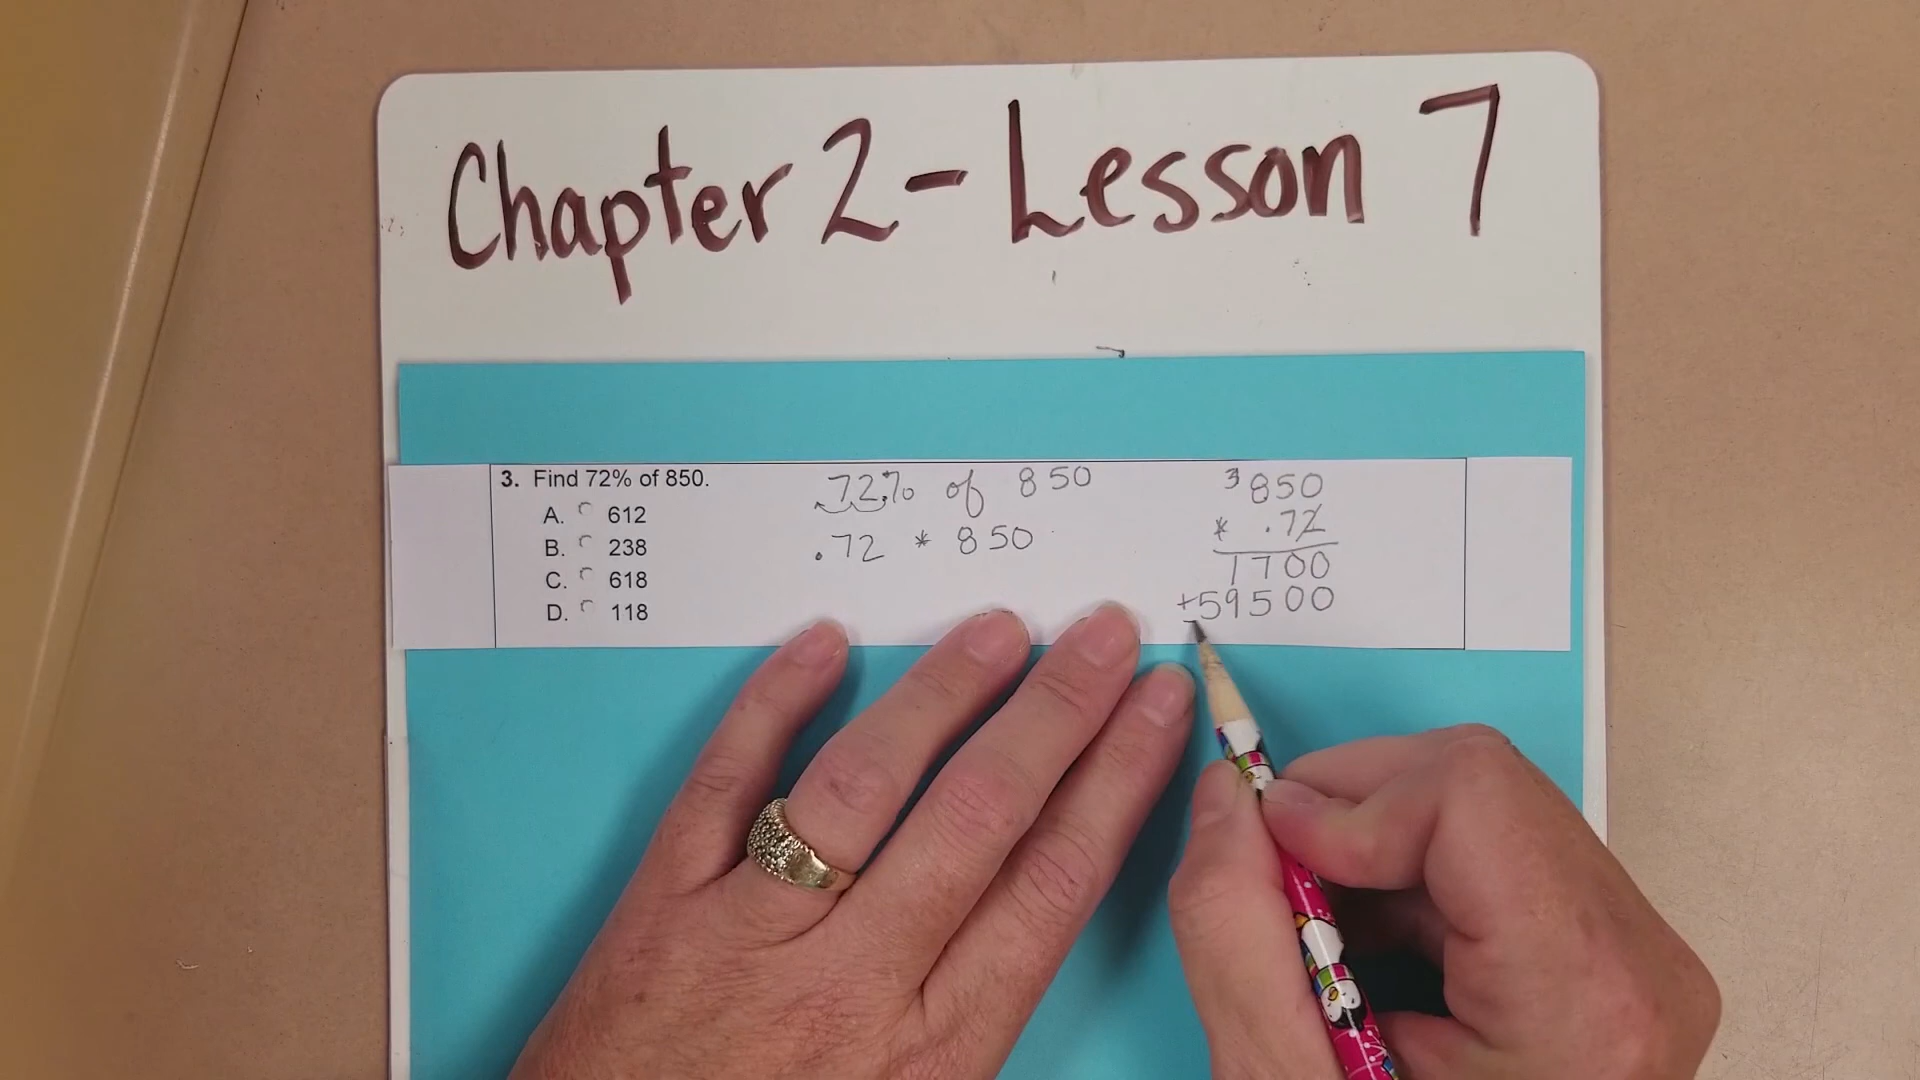 Chapter 2 - Lesson 7
3. Find 72% of 850.
A. 612
B. 238
C. 618
D. 118
.72.% of 850
.72 * 850
3
850
* .72
1700
+59500